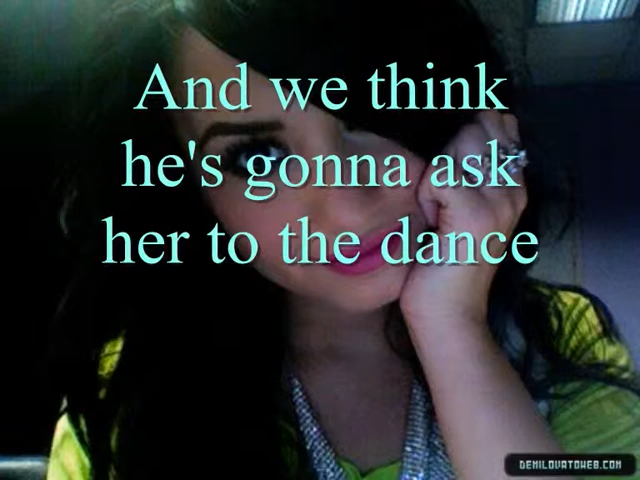 And we think
he's gonna ask
her to the dance
DEMILOVATOWEB.COM